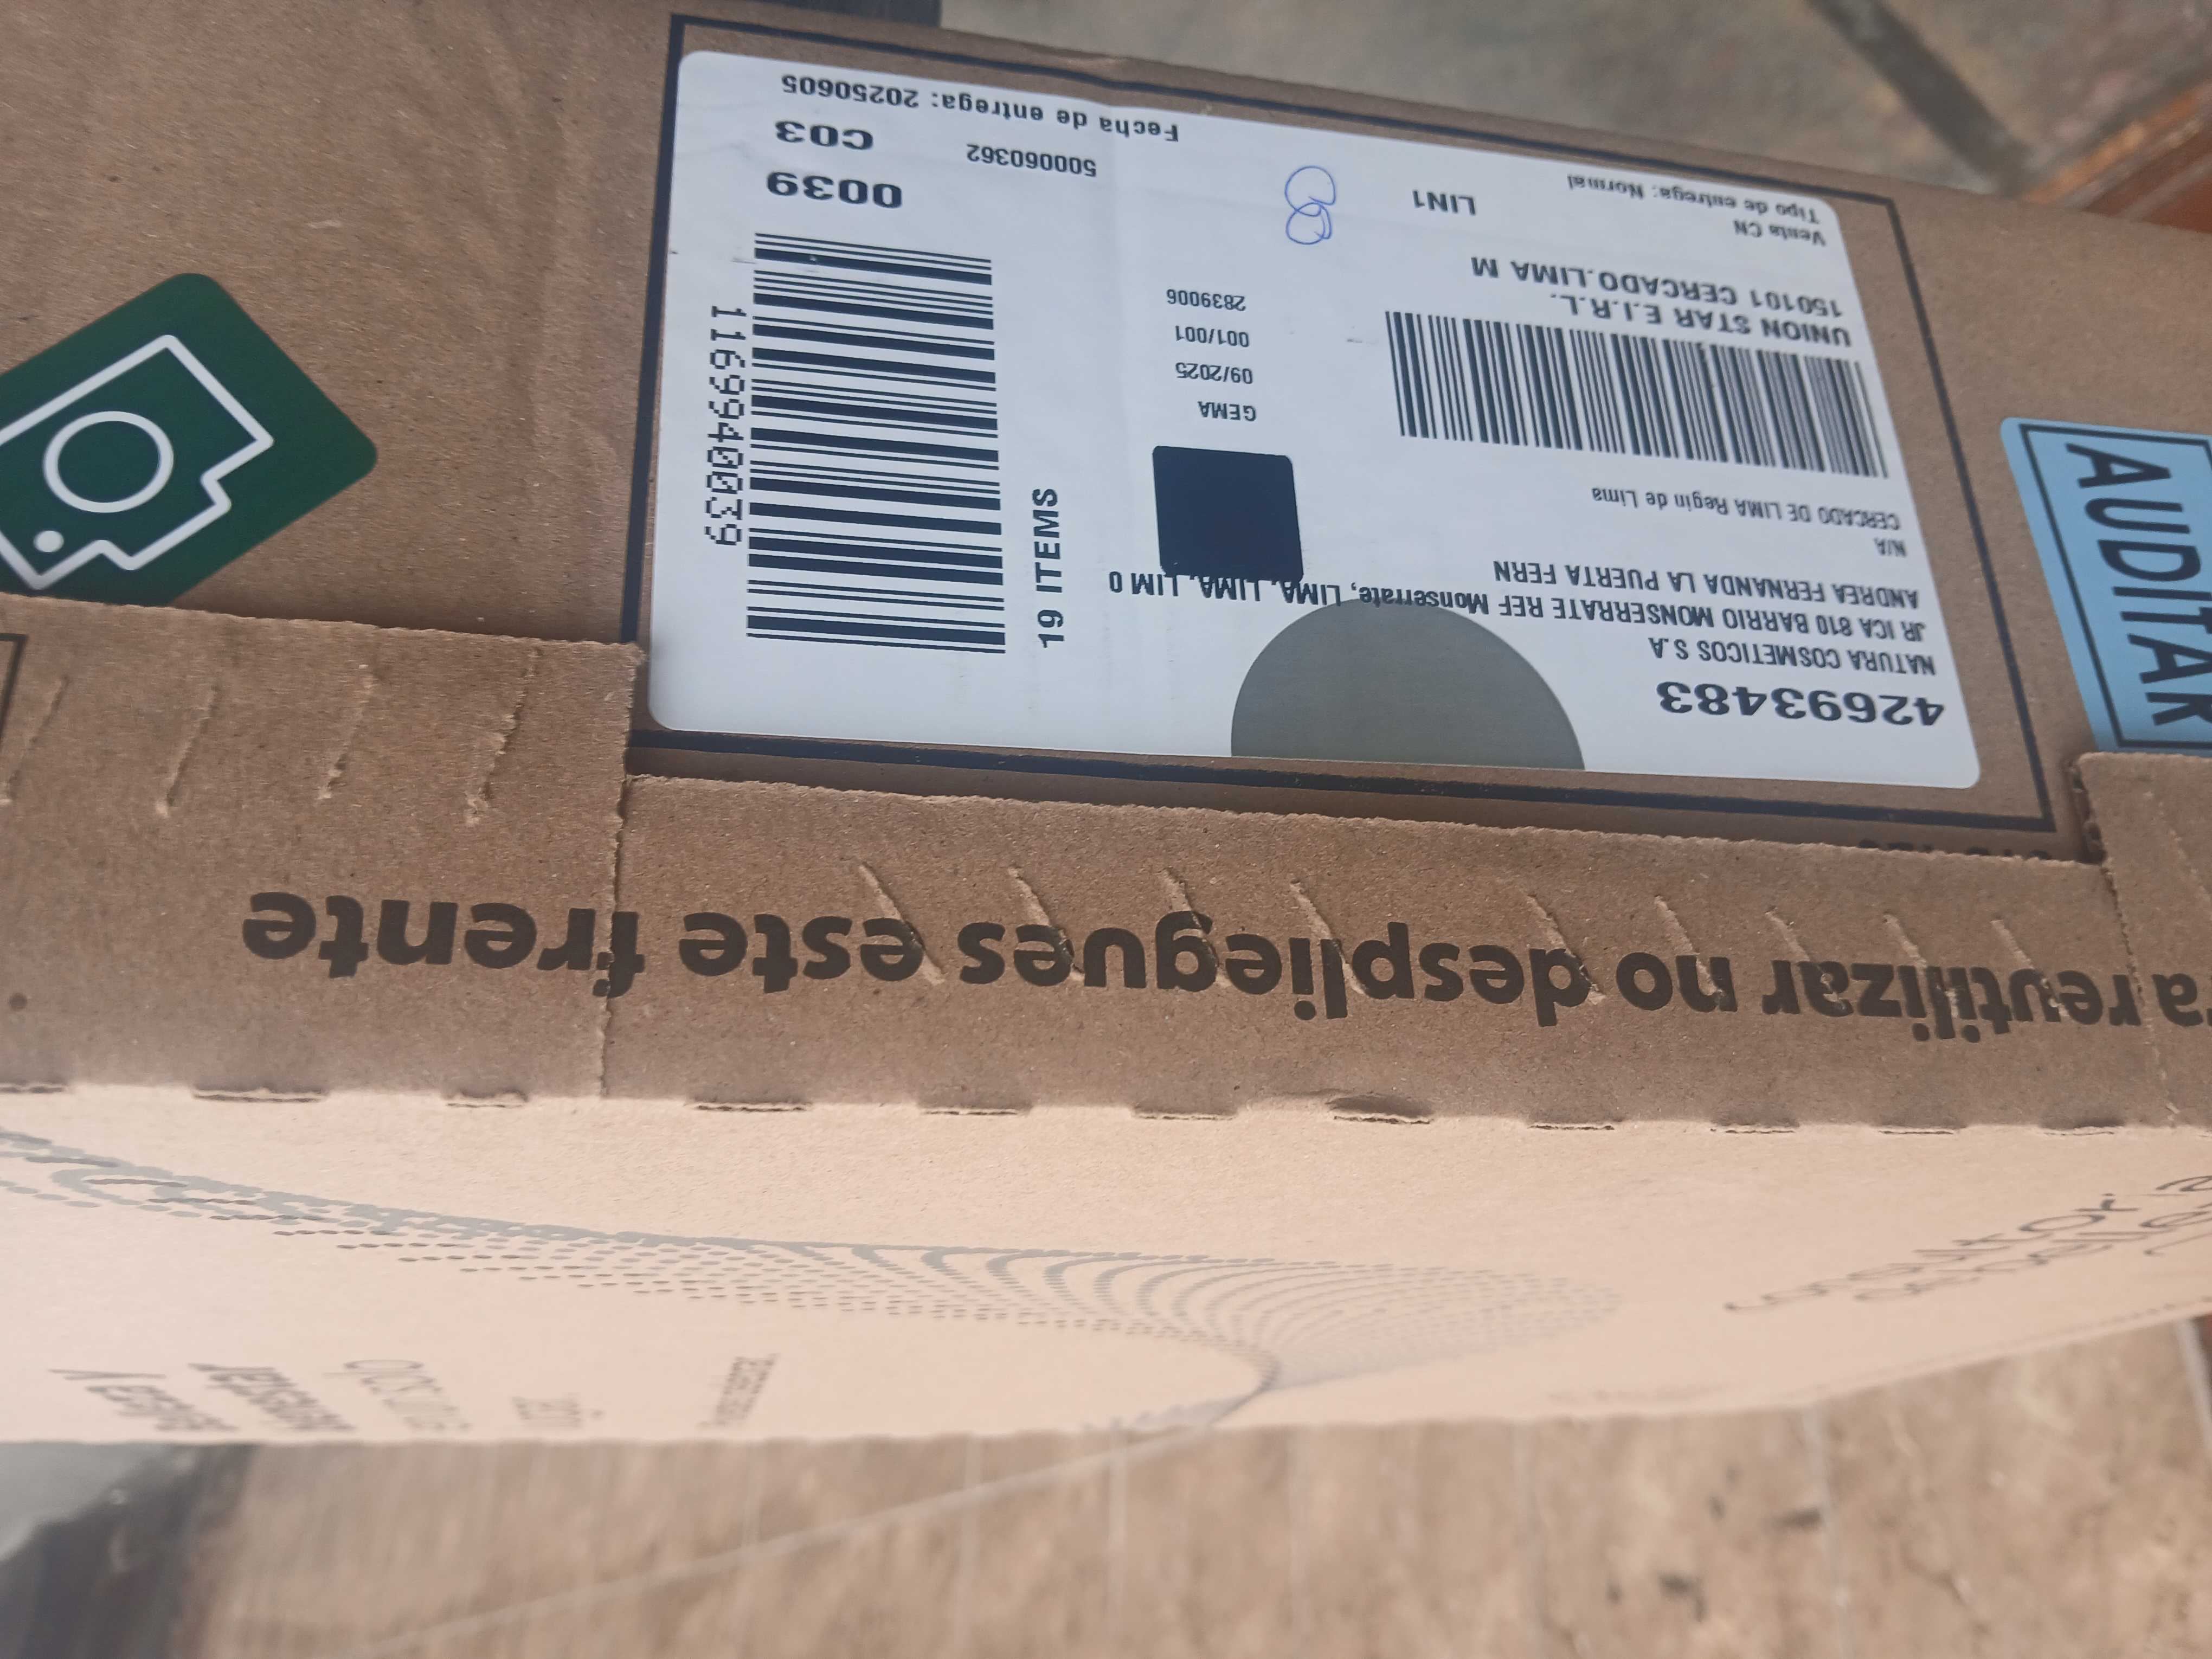 42693483
NATURA COSMETICOS S.A
JR ICA 810 BARRIO MONSERRATE REF Monserrate, LIMA, LIMA, LIMA, LIM 0
ANDREA FERNANDA LA PUERTA FERN
N/A
CERCADO DE LIMA Regin de Lima
UNION STAR E.I.R.L.
150101 CERCADO.LIMA M
Venta CN
Tipo de entrega: Normal
LIN1
8
GEMA
09/2025
001/001
2839006
19 ITEMS
11696940039
0039
C03
500060362
Fecha de entrega: 20250605
AUDITAR
a reutilizar no despliegues este frente